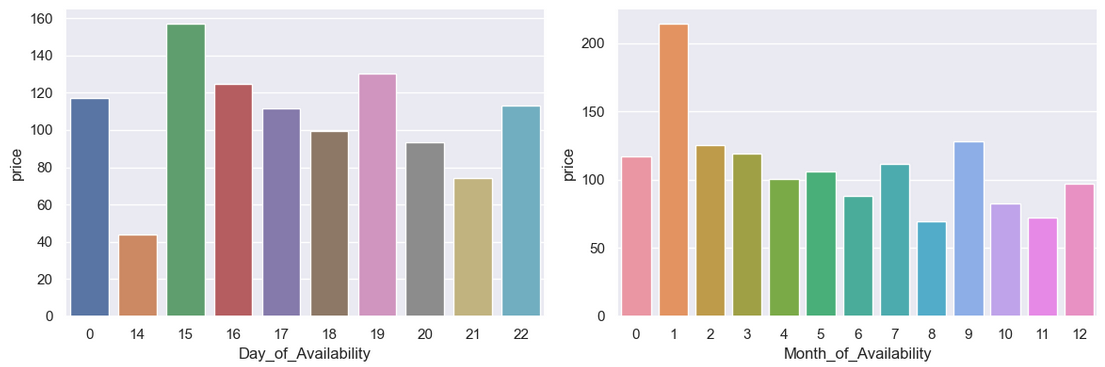 160
140
120
100
80
60
40
20
0
price
0 14 15 16 17 18 19 20 21 22
Day_of_Availability
200
150
100
50
0
price
0 1 2 3 4 5 6 7 8 9 10 11 12
Month_of_Availability